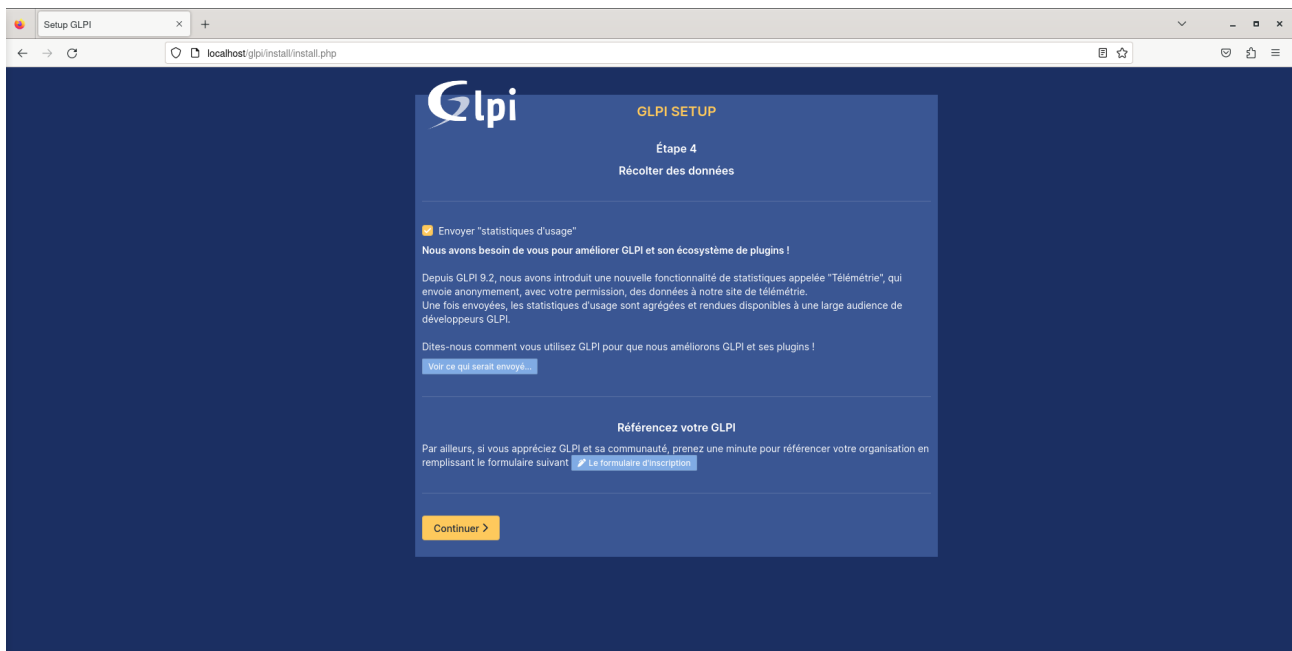 Setup GLPI
localhost/glpi/install/install.php
Glpi
GLPI SETUP
Étape 4
Récolter des données
Envoyer "statistiques d'usage"
Nous avons besoin de vous pour améliorer GLPI et son écosystème de plugins !
Depuis GLPI 9.2, nous avons introduit une nouvelle fonctionnalité de statistiques appelée "Télémétrie", qui
envoie anonymement, avec votre permission, des données à notre site de télémétrie.
Une fois envoyées, les statistiques d'usage sont agrégées et rendues disponibles à une large audience de
développeurs GLPI.
Dites-nous comment vous utilisez GLPI pour que nous améliorons GLPI et ses plugins !
Voir ce qui serait envoyé...
Référencez votre GLPI
Par ailleurs, si vous appréciez GLPI et sa communauté, prenez une minute pour référencer votre organisation en
remplissant le formulaire suivant Le formulaire d'inscription
Continuer